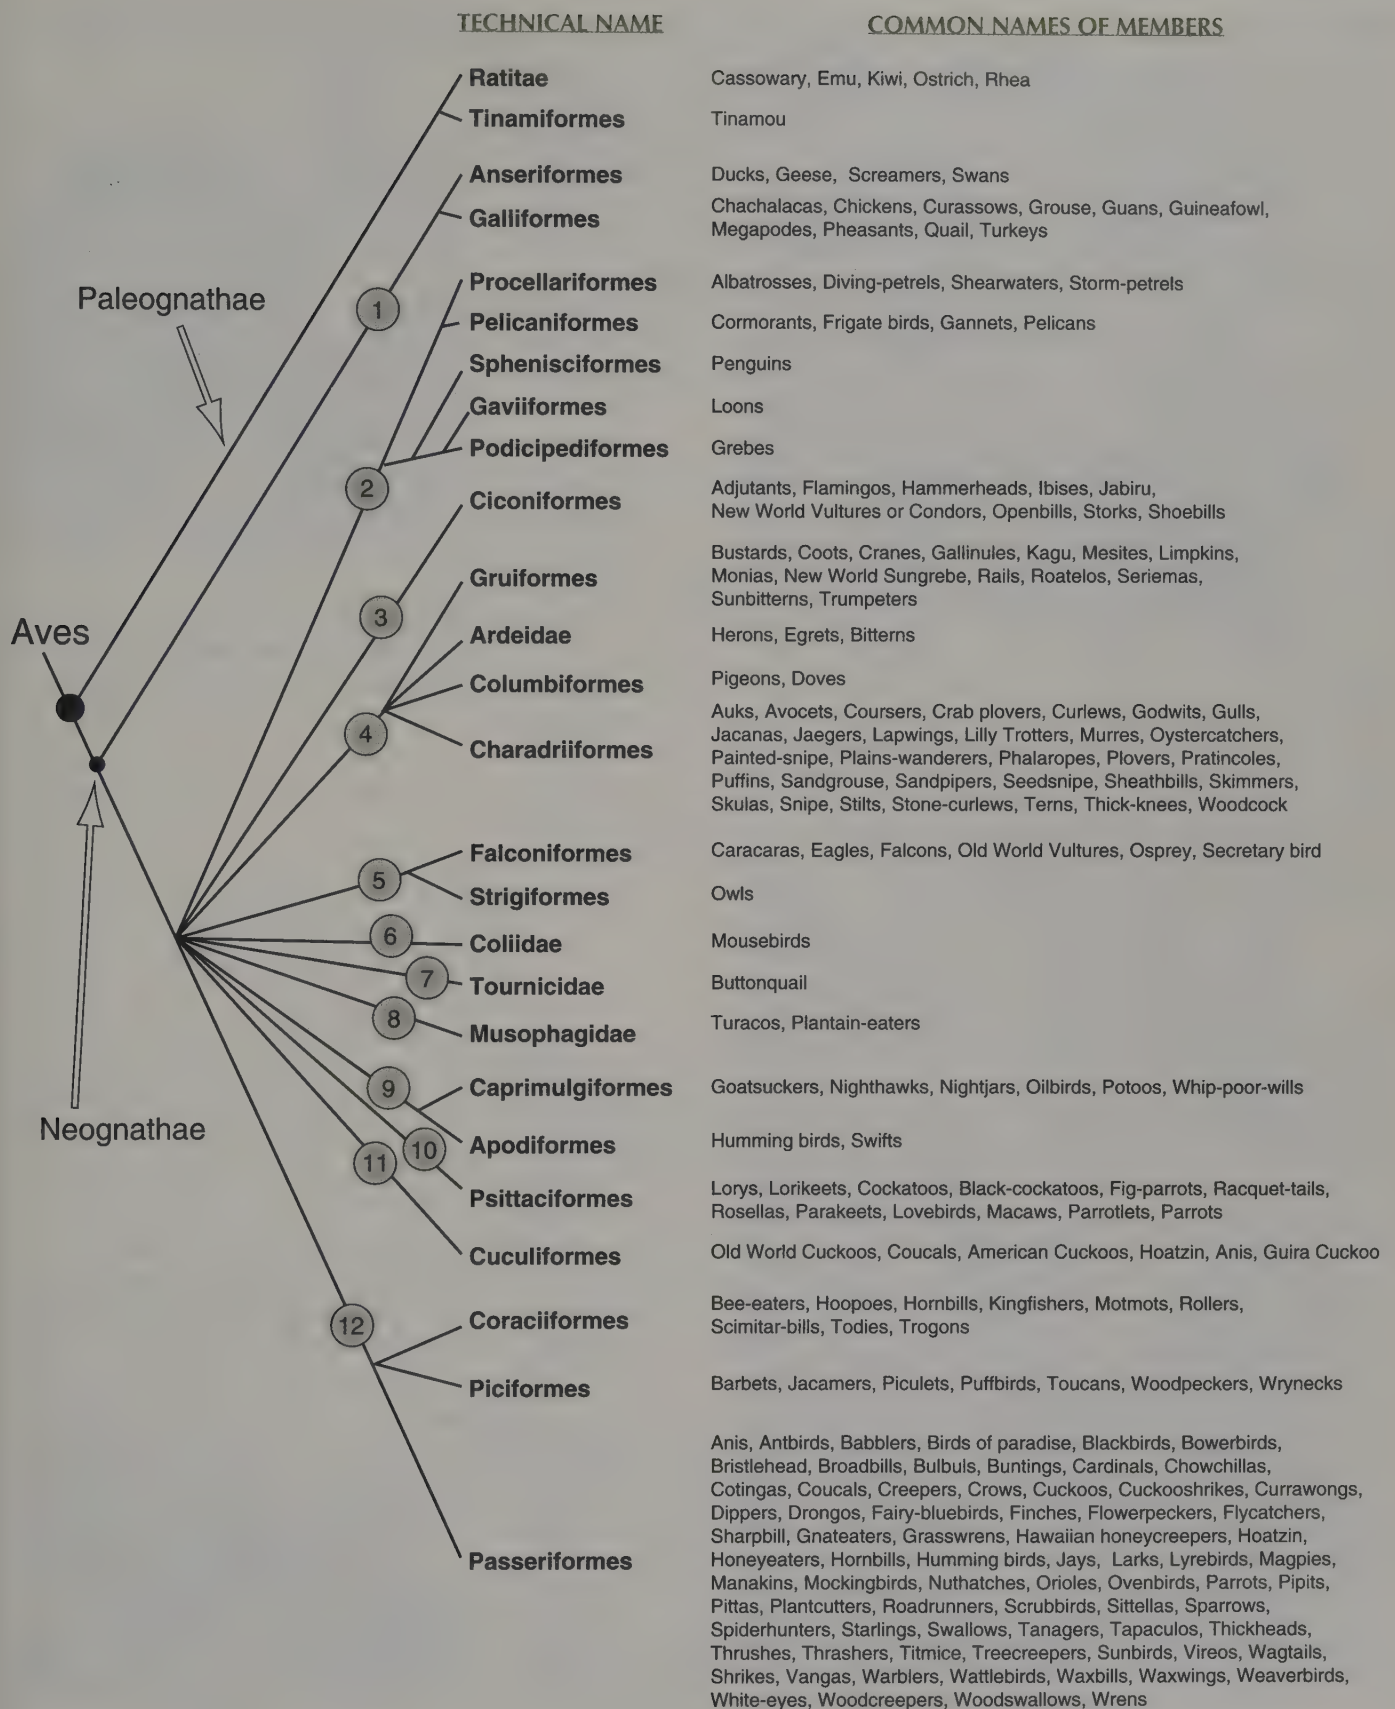 TECHNICAL NAME
COMMON NAMES OF MEMBERS
Ratitae
Cassowary, Emu, Kiwi, Ostrich, Rhea
Tinamiformes
Tinamou
Anseriformes
Ducks, Geese, Screamers, Swans
Galliformes
Chachalacas, Chickens, Curassows, Grouse, Guans, Guineafowl,
Megapodes, Pheasants, Quail, Turkeys
Paleognathae
1
Procellariformes
Albatrosses, Diving-petrels, Shearwaters, Storm-petrels
Pelicaniformes
Cormorants, Frigate birds, Gannets, Pelicans
Sphenisciformes
Penguins
Gaviiformes
Loons
Podicipediformes
Grebes
2
Ciconiformes
Adjutants, Flamingos, Hammerheads, Ibises, Jabiru,
New World Vultures or Condors, Openbills, Storks, Shoebills
3
Gruiformes
Bustards, Coots, Cranes, Gallinules, Kagu, Mesites, Limpkins,
Monias, New World Sungrebe, Rails, Roatelos, Seriemas,
Sunbitterns, Trumpeters
Aves
Ardeidae
Herons, Egrets, Bitterns
Columbiformes
Pigeons, Doves
4
Charadriiformes
Auks, Avocets, Coursers, Crab plovers, Curlews, Godwits, Gulls,
Jacanas, Jaegers, Lapwings, Lilly Trotters, Murres, Oystercatchers,
Painted-snipe, Plains-wanderers, Phalaropes, Plovers, Pratincoles,
Puffins, Sandgrouse, Sandpipers, Seedsnipe, Sheathbills, Skimmers,
Skulas, Snipe, Stilts, Stone-curlews, Terns, Thick-knees, Woodcock
5
Falconiformes
Caracaras, Eagles, Falcons, Old World Vultures, Osprey, Secretary bird
Strigiformes
Owls
6
Coliidae
Mousebirds
7
Tournicidae
Buttonquail
8
Musophagidae
Turacos, Plantain-eaters
9
Caprimulgiformes
Goatsuckers, Nighthawks, Nightjars, Oilbirds, Potoos, Whip-poor-wills
Neognathae
Apodiformes
Humming birds, Swifts
10
11
Psittaciformes
Lorys, Lorikeets, Cockatoos, Black-cockatoos, Fig-parrots, Racquet-tails,
Rosellas, Parakeets, Lovebirds, Macaws, Parrotlets, Parrots
Cuculiformes
Old World Cuckoos, Coucals, American Cuckoos, Hoatzin, Anis, Guira Cuckoo
12
Coraciiformes
Bee-eaters, Hoopoes, Hornbills, Kingfishers, Motmots, Rollers,
Scimitar-bills, Todies, Trogons
Piciformes
Barbets, Jacamers, Piculets, Puffbirds, Toucans, Woodpeckers, Wrynecks
Passeriformes
Anis, Antbirds, Babblers, Birds of paradise, Blackbirds, Bowerbirds,
Bristlehead, Broadbills, Bulbuls, Buntings, Cardinals, Chowchillas,
Cotingas, Coucals, Creepers, Crows, Cuckoos, Cuckooshrikes, Currawongs,
Dippers, Drongos, Fairy-bluebirds, Finches, Flowerpeckers, Flycatchers,
Sharpbill, Gnateaters, Grasswrens, Hawaiian honeycreepers, Hoatzin,
Honeyeaters, Hornbills, Humming birds, Jays, Larks, Lyrebirds, Magpies,
Manakins, Mockingbirds, Nuthatches, Orioles, Ovenbirds, Parrots, Pipits,
Pittas, Plantcutters, Roadrunners, Scrubbirds, Sittellas, Sparrows,
Spiderhunters, Starlings, Swallows, Tanagers, Tapaculos, Thickheads,
Thrushes, Thrashers, Titmice, Treecreepers, Sunbirds, Vireos, Wagtails,
Shrikes, Vangas, Warblers, Wattlebirds, Waxbills, Waxwings, Weaverbirds,
White-eyes, Woodcreepers, Woodswallows, Wrens